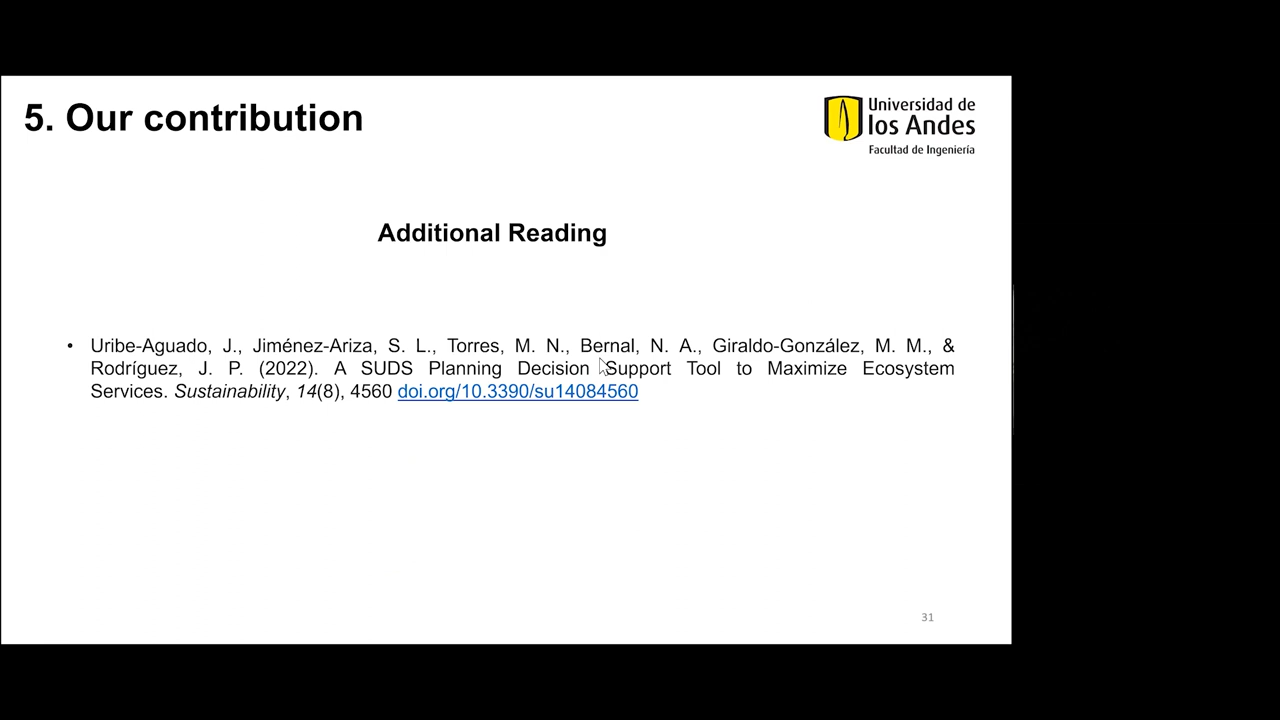 5. Our contribution
Universidad de
los Andes
Facultad de Ingeniería
Additional Reading
• Uribe-Aguado, J., Jiménez-Ariza, S. L., Torres, M. N., Bernal, N. A., Giraldo-González, M. M., &
Rodríguez, J. P. (2022). A SUDS Planning Decision Support Tool to Maximize Ecosystem
Services. Sustainability, 14(8), 4560 doi.org/10.3390/su14084560
31